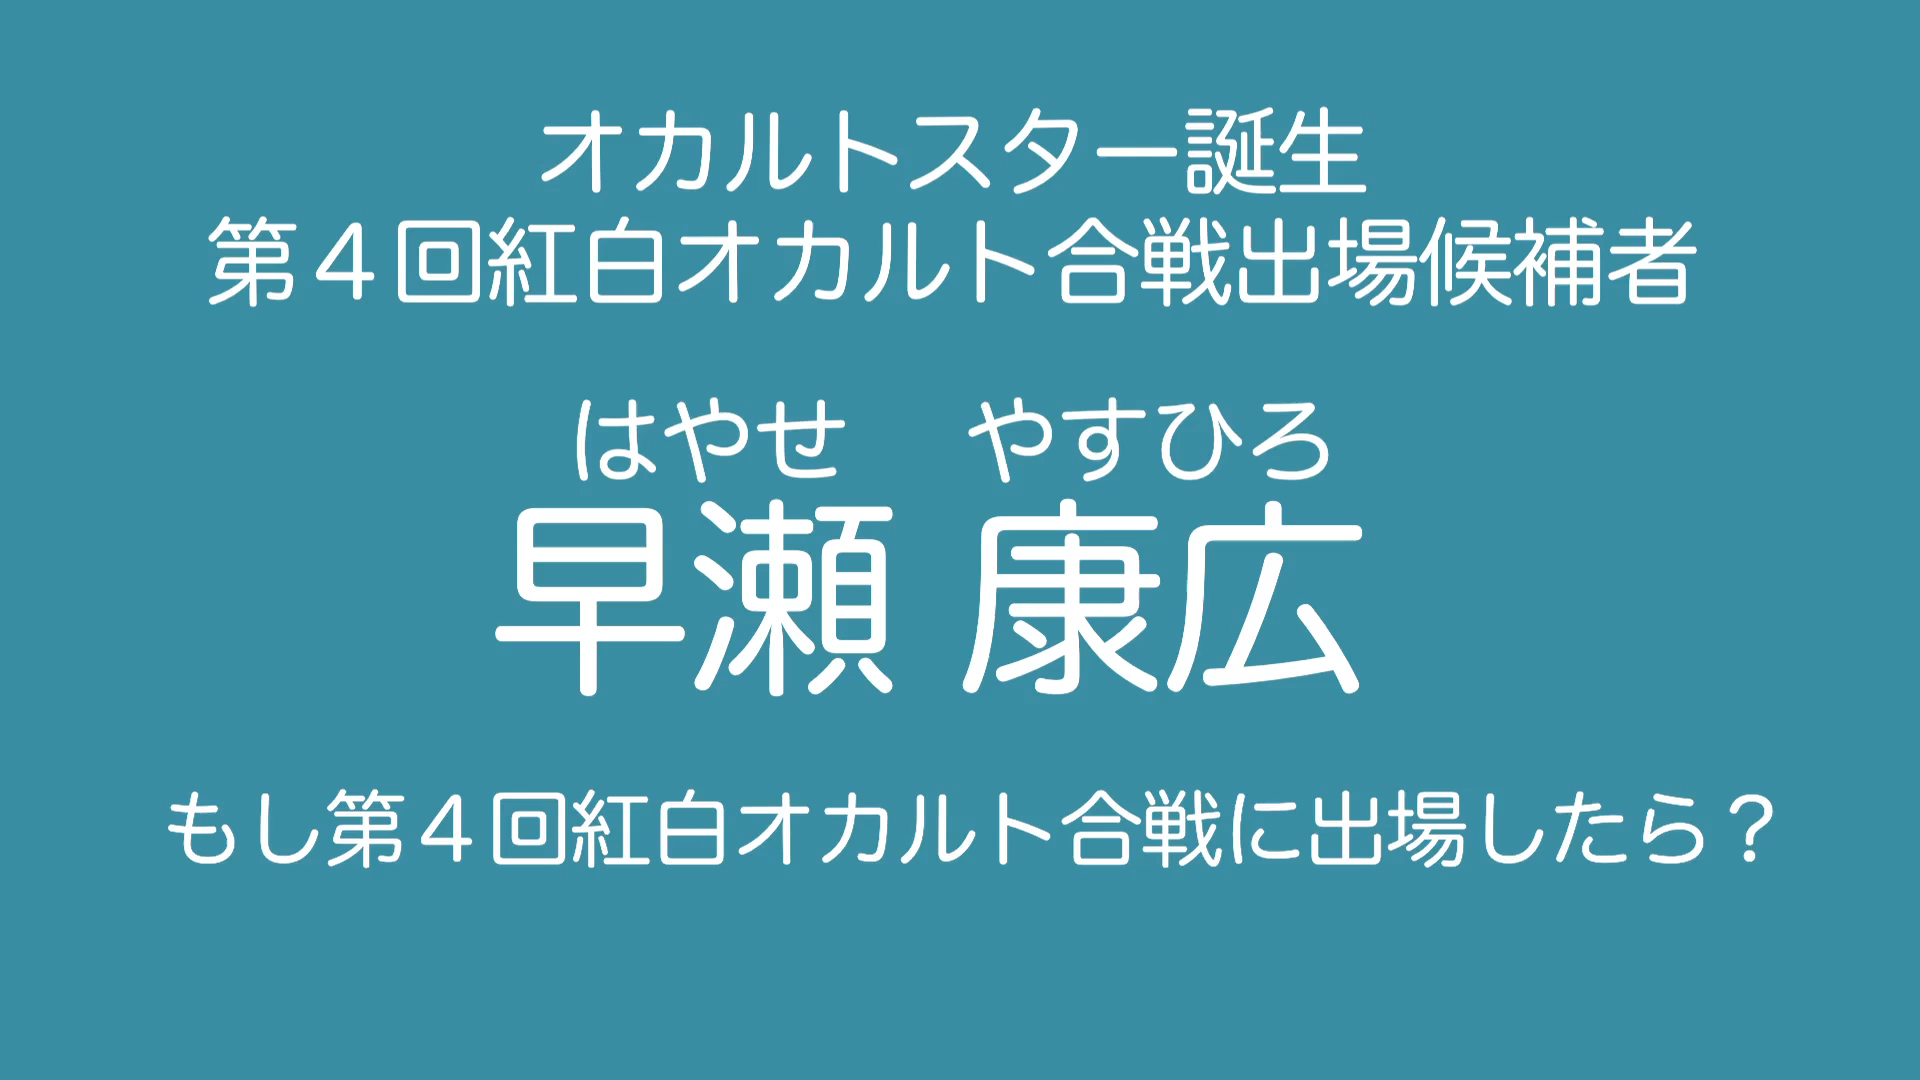 オカルトスター誕生
第４回紅白オカルト合戦出場候補者
はやせ　やすひろ
早瀬 康広
もし第４回紅白オカルト合戦に出場したら？